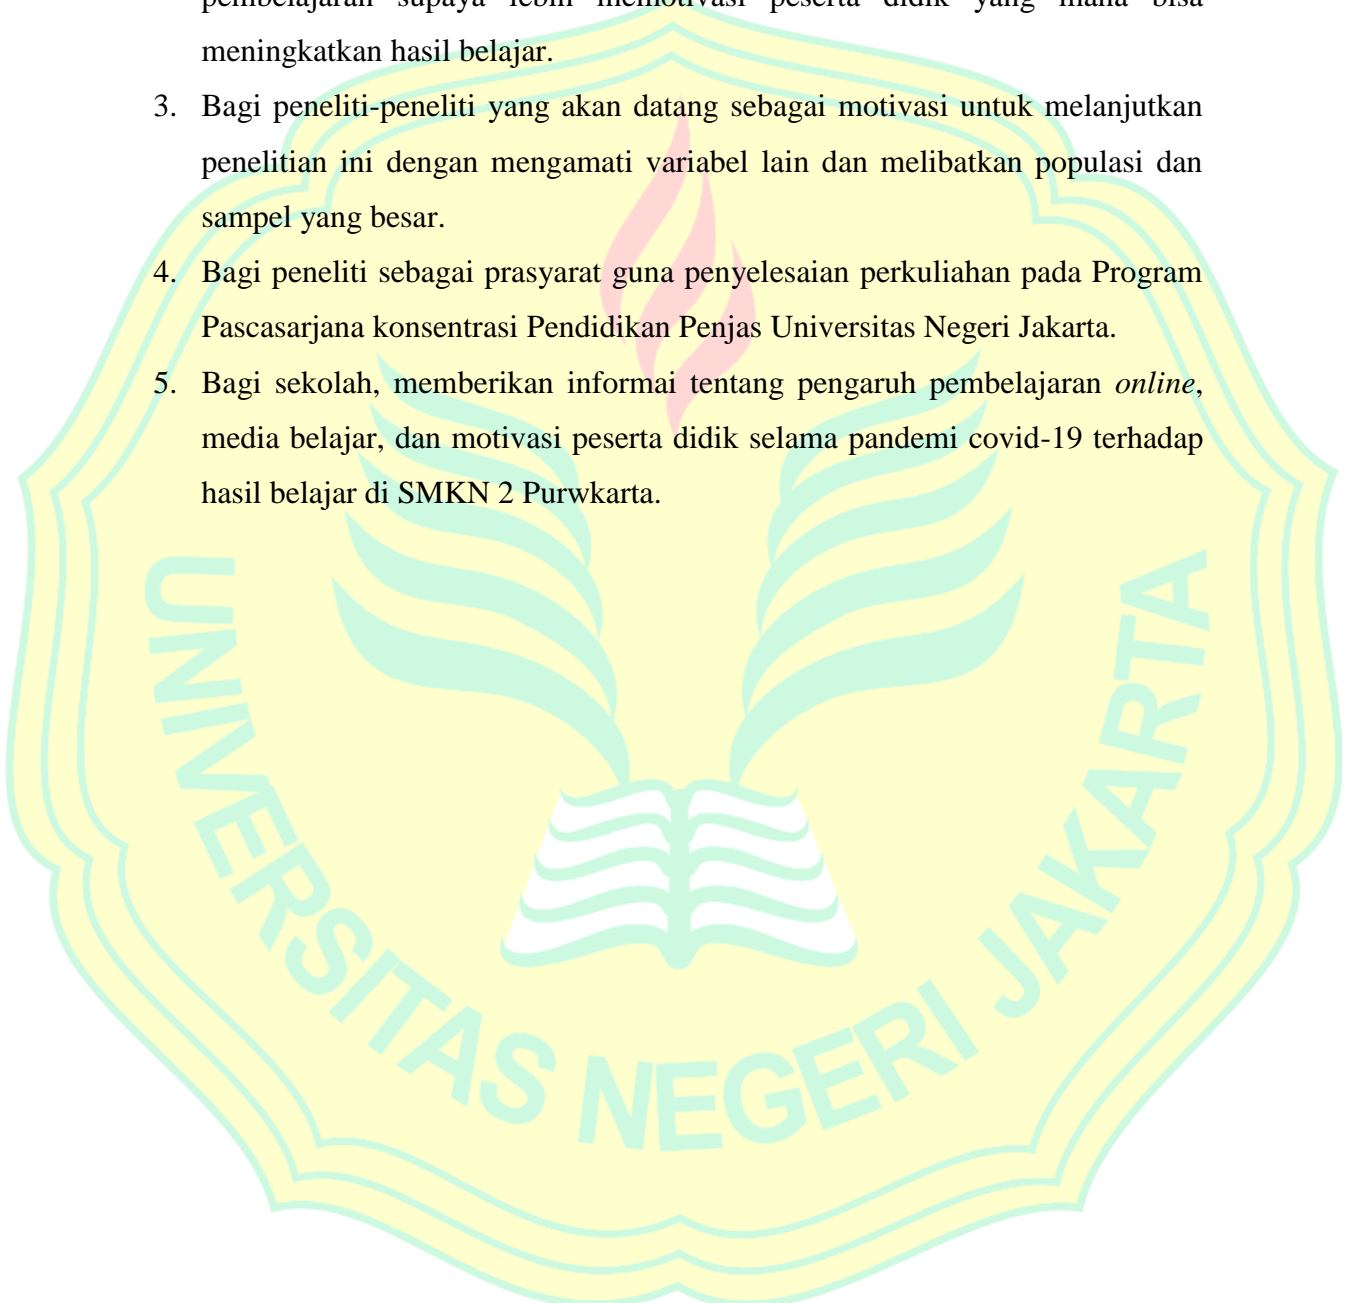 pembelajaran supaya lebih memotivasi peserta didik yang mana bisa
meningkatkan hasil belajar.
3. Bagi peneliti-peneliti yang akan datang sebagai motivasi untuk melanjutkan
penelitian ini dengan mengamati variabel lain dan melibatkan populasi dan
sampel yang besar.
4. Bagi peneliti sebagai prasyarat guna penyelesaian perkuliahan pada Program
Pascasarjana konsentrasi Pendidikan Penjas Universitas Negeri Jakarta.
5. Bagi sekolah, memberikan informai tentang pengaruh pembelajaran online,
media belajar, dan motivasi peserta didik selama pandemi covid-19 terhadap
hasil belajar di SMKN 2 Purwkarta.
UNIVERSITAS NEGERI JAKARTA